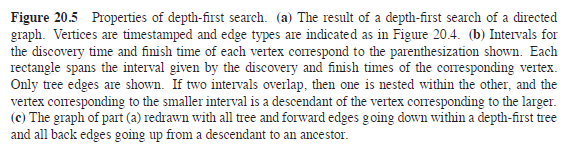 Figure 20.5 Properties of depth-first search. (a) The result of a depth-first search of a directed
graph. Vertices are timestamped and edge types are indicated as in Figure 20.4. (b) Intervals for
the discovery time and finish time of each vertex correspond to the parenthesization shown. Each
rectangle spans the interval given by the discovery and finish times of the corresponding vertex.
Only tree edges are shown. If two intervals overlap, then one is nested within the other, and the
vertex corresponding to the smaller interval is a descendant of the vertex corresponding to the larger.
(c) The graph of part (a) redrawn with all tree and forward edges going down within a depth-first tree
and all back edges going up from a descendant to an ancestor.